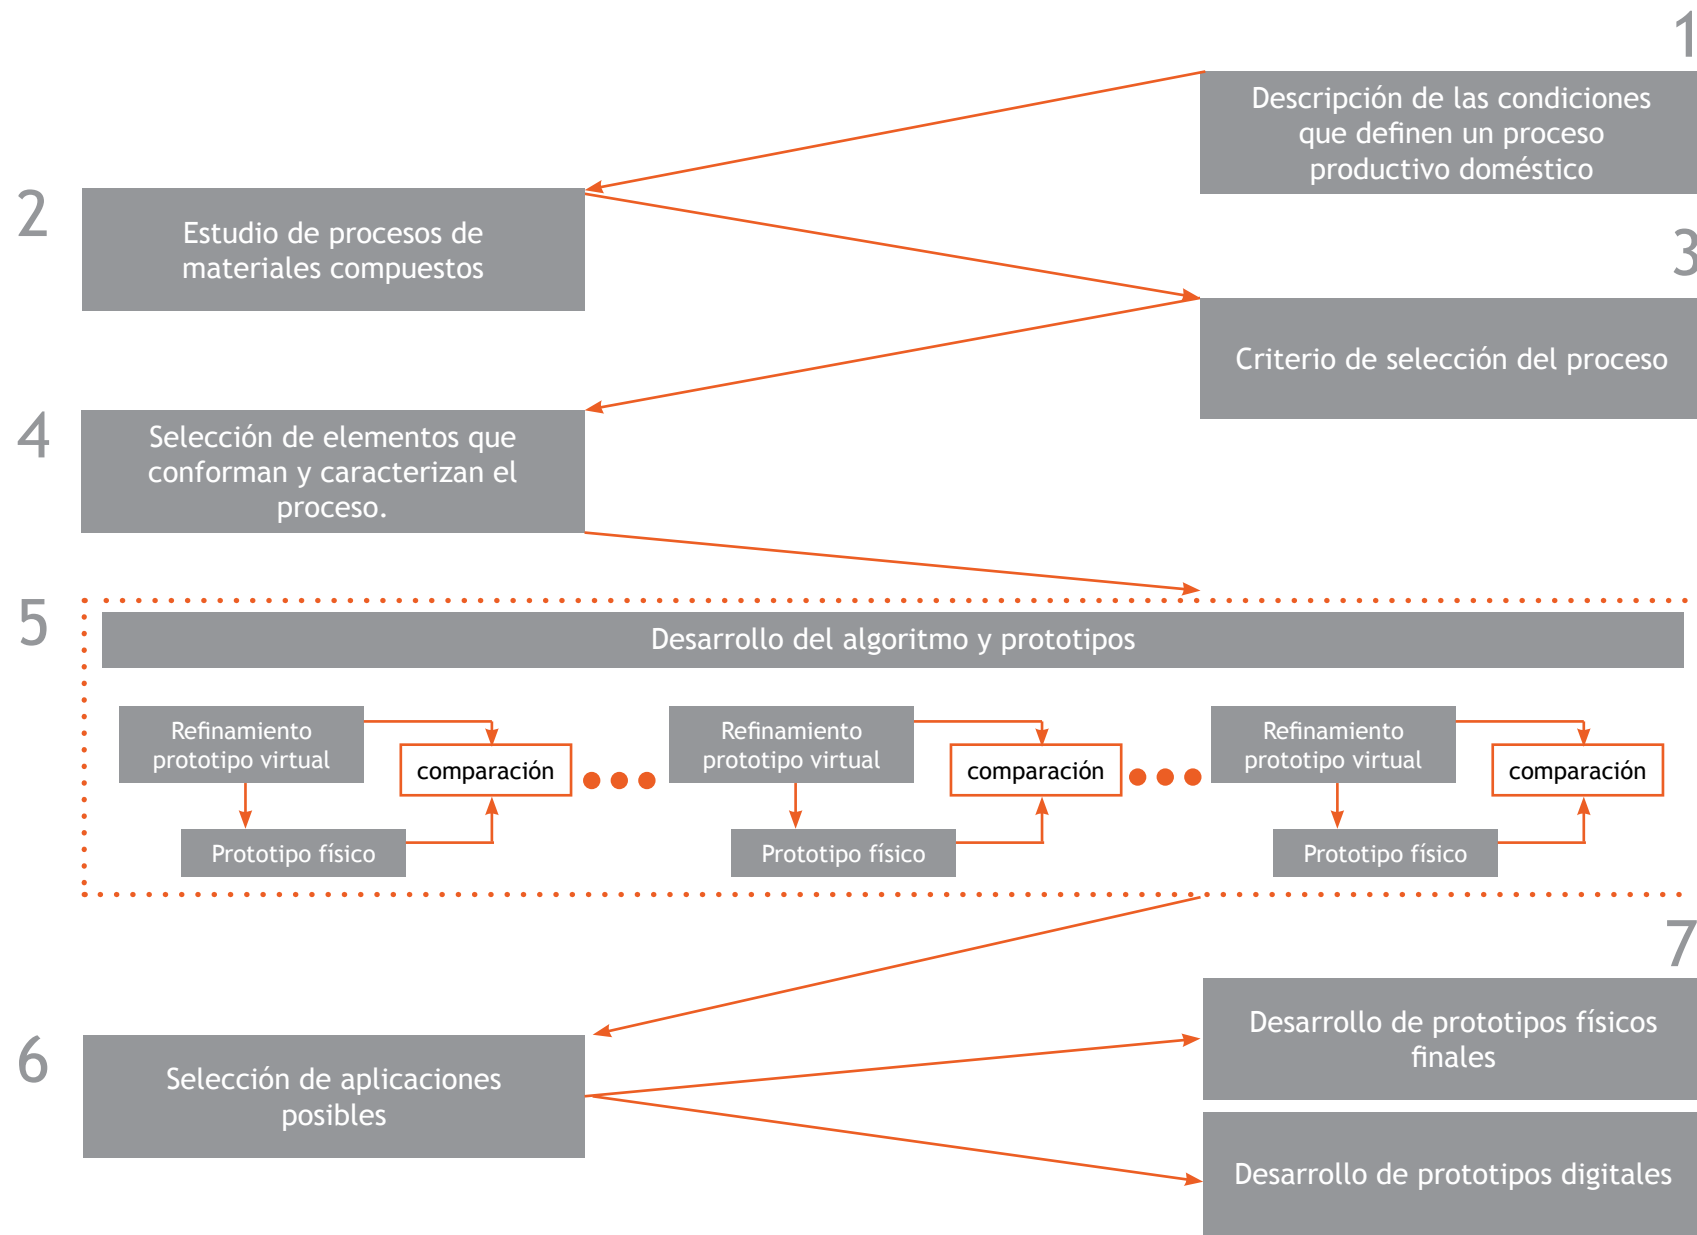 1
Descripción de las condiciones
que definen un proceso
productivo doméstico
2
Estudio de procesos de
materiales compuestos
3
Criterio de selección del proceso
4
Selección de elementos que
conforman y caracterizan el
proceso.
5
Desarrollo del algoritmo y prototipos
Refinamiento
prototipo virtual
comparación
Prototipo físico
Refinamiento
prototipo virtual
comparación
Prototipo físico
Refinamiento
prototipo virtual
comparación
Prototipo físico
6
Selección de aplicaciones
posibles
7
Desarrollo de prototipos físicos
finales
Desarrollo de prototipos digitales